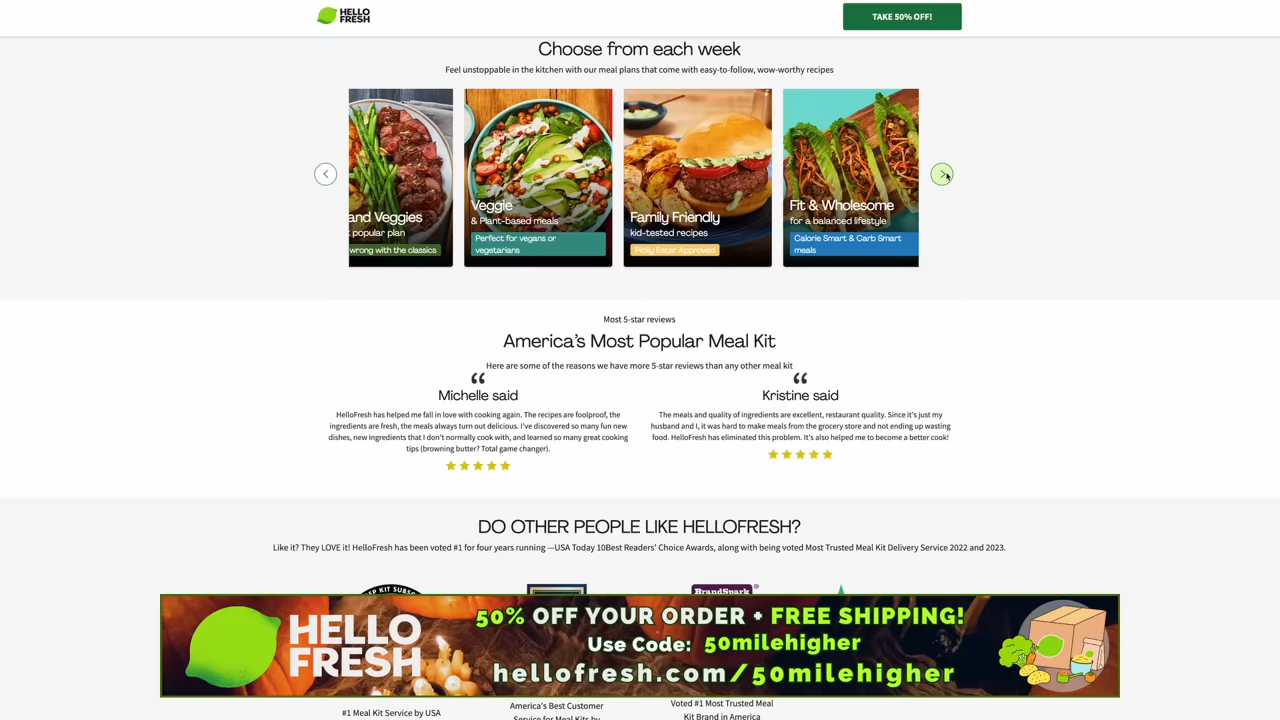 HELLO
FRESH
TAKE 50% OFF!
Choose from each week
Feel unstoppable in the kitchen with our meal plans that come with easy-to-follow, wow-worthy recipes
and Veggies
popular plan
wrong with the classics
Veggie
& Plant-based meals
Perfect for vegans or
vegetarians
Family Friendly
kid-tested recipes
Picky Eater Approved
Fit & Wholesome
for a balanced lifestyle
Calorie Smart & Carb Smart
meals
Most 5-star reviews
America's Most Popular Meal Kit
Here are some of the reasons we have more 5-star reviews than any other meal kit
“
Michelle said
HelloFresh has helped me fall in love with cooking again. The recipes are foolproof, the
ingredients are fresh, the meals always turn out delicious. I've discovered so many fun new
dishes, new ingredients that I don't normally cook with, and learned so many great cooking
tips (browning butter? Total game changer).
“
Kristine said
The meals and quality of ingredients are excellent, restaurant quality. Since it's just my
husband and I, it was hard to make meals from the grocery store and not ending up wasting
food. HelloFresh has eliminated this problem. It's also helped me to become a better cook!
DO OTHER PEOPLE LIKE HELLOFRESH?
Like it? They LOVE it! HelloFresh has been voted #1 for four years running —USA Today 10Best Readers' Choice Awards, along with being voted Most Trusted Meal Kit Delivery Service 2022 and 2023.
KIT SUBSC
BrandSpark®
HELLO
FRESH
50% OFF YOUR ORDER + FREE SHIPPING!
Use Code: 50milehigher
hellofresh.com/50milehigher
#1 Meal Kit Service by USA
America's Best Customer
Service for Meal Kits by
Voted #1 Most Trusted Meal
Kit Brand in America